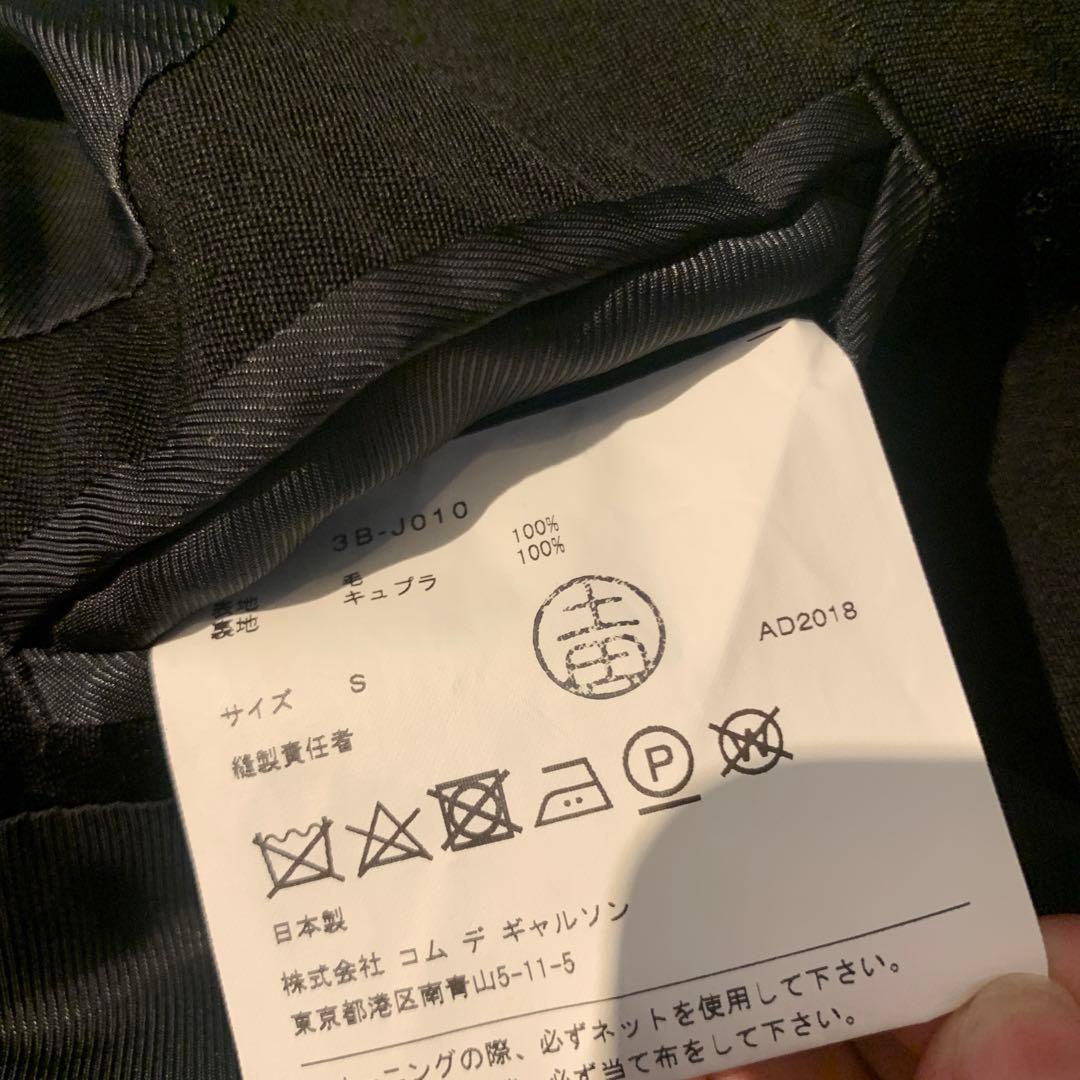 3B-J010
表地 毛 100%
裏地 キュプラ 100%
AD2018
サイズ S
縫製責任者
土田
P
W
日本製
株式会社 コム デ ギャルソン
東京都港区南青山5-11-5
ーニングの際、必ずネットを使用して下さい。
必ず当て布をして下さい。